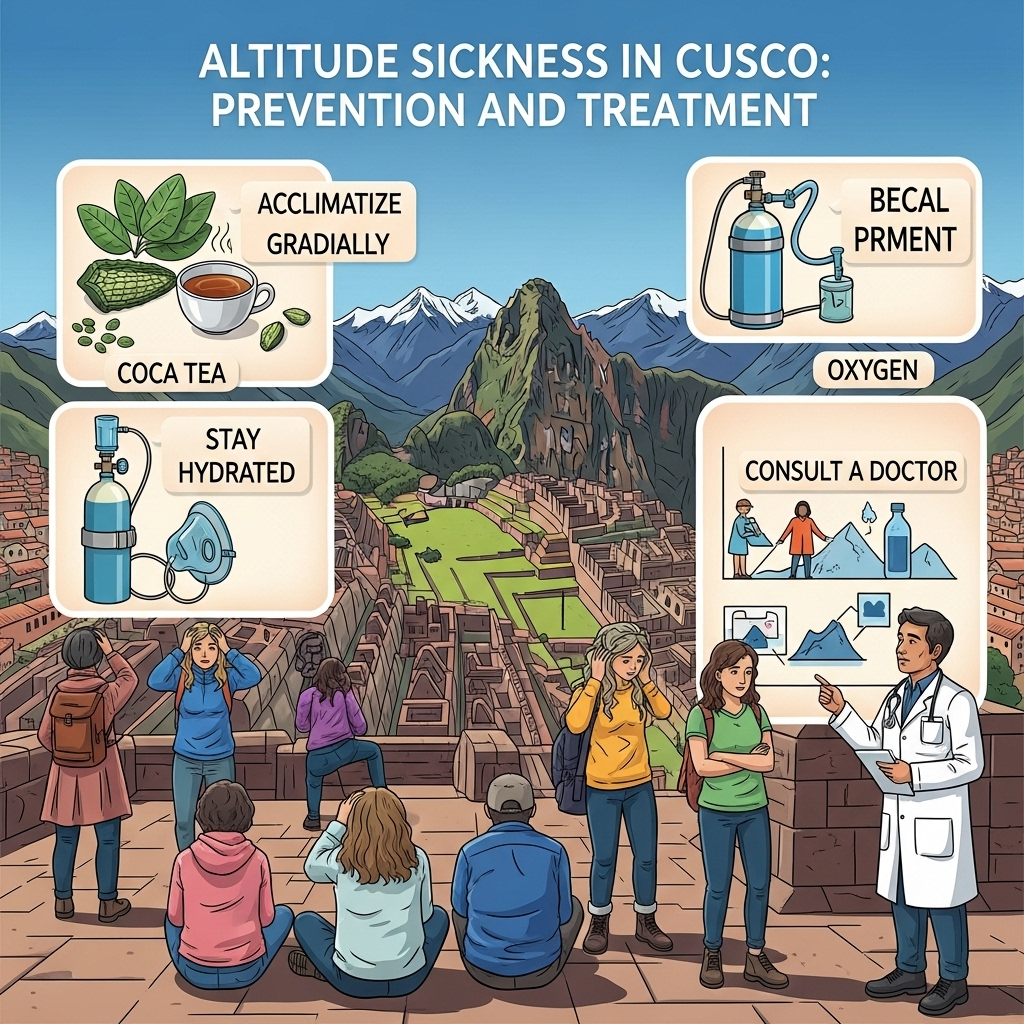 ALTITUDE SICKNESS IN CUSCO:
PREVENTION AND TREATMENT
ACCLIMATIZE
GRADIALLY
COCA TEA
BECAL
PRMENT
OXYGEN
STAY
HYDRATED
CONSULT A DOCTOR